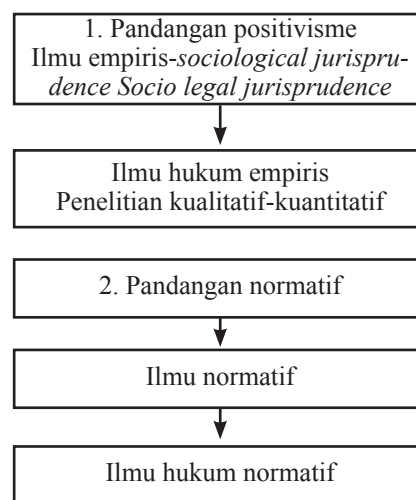 1. Pandangan positivisme
Ilmu empiris-sociological jurispru-
dence Socio legal jurisprudence
Ilmu hukum empiris
Penelitian kualitatif-kuantitatif
2. Pandangan normatif
Ilmu normatif
Ilmu hukum normatif